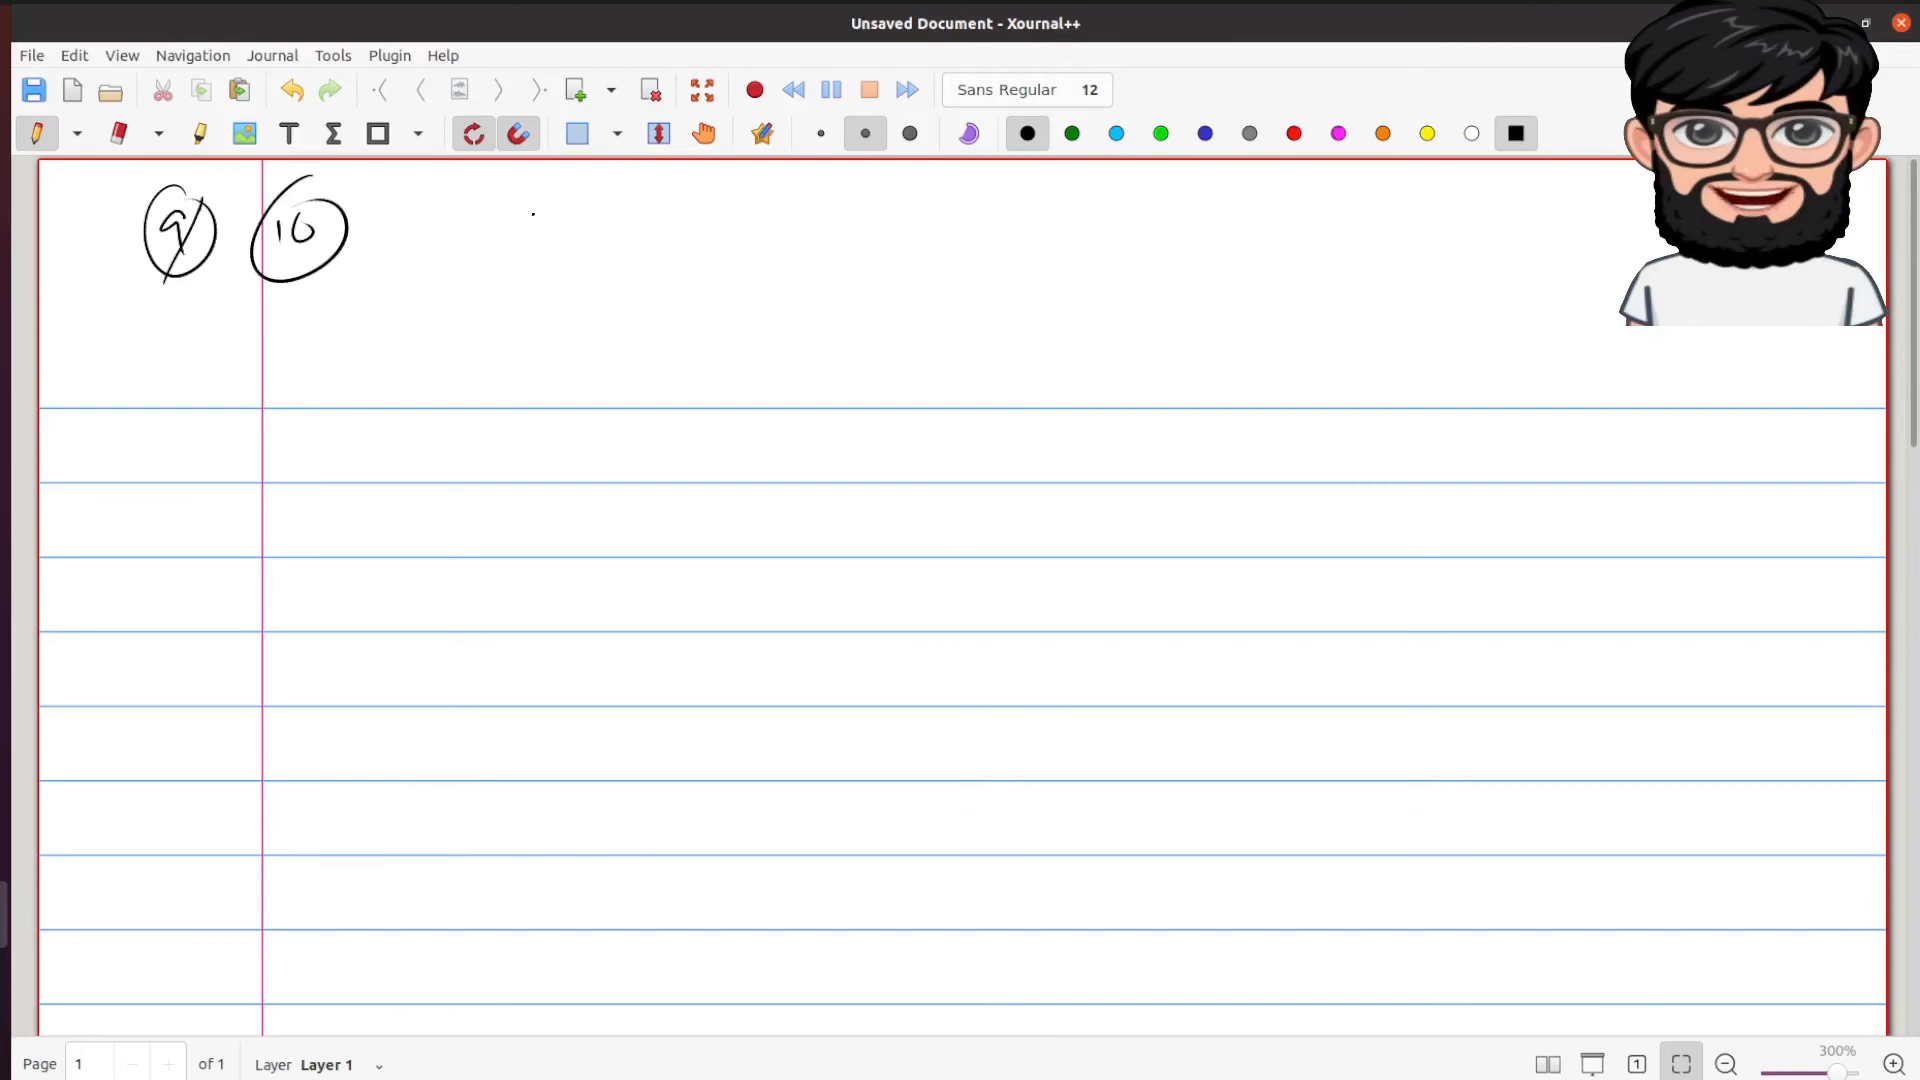 Unsaved Document - Xournal++
File Edit View Navigation Journal Tools Plugin Help
Sans Regular 12
9 10
Page 1 of 1 Layer Layer 1 300%